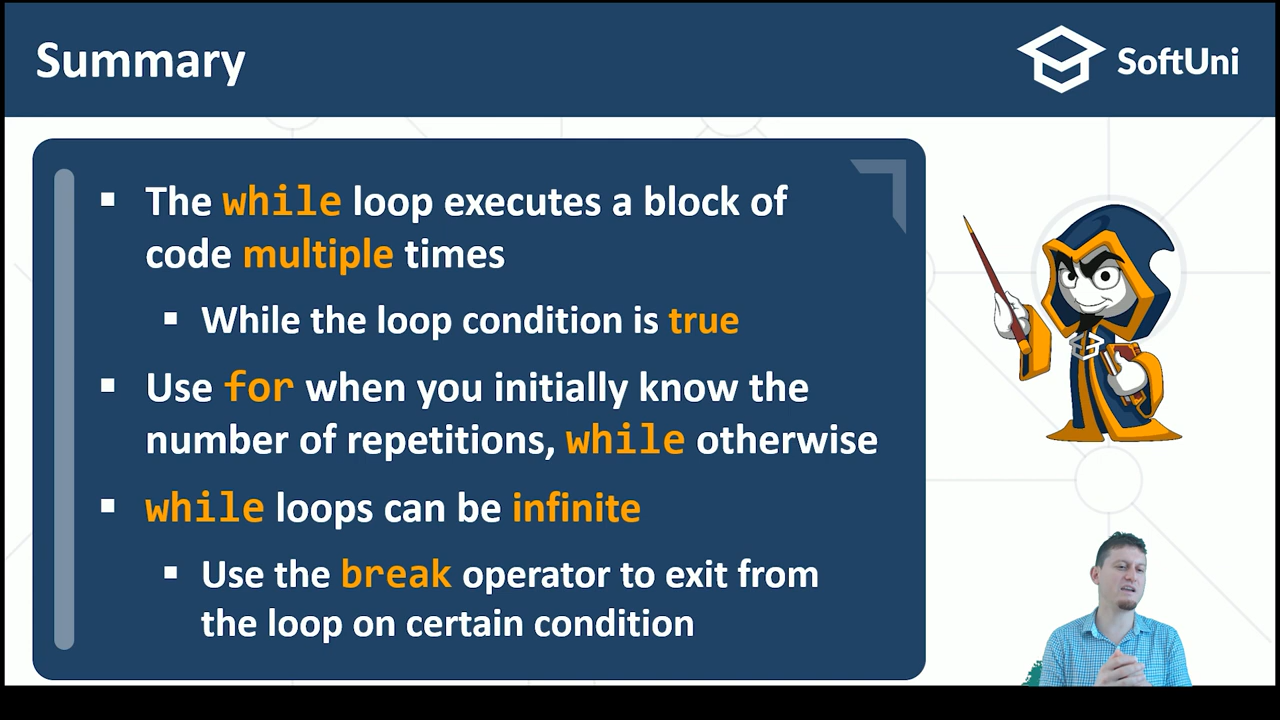 Summary
SoftUni
▪ The while loop executes a block of
code multiple times
▪ While the loop condition is true
▪ Use for when you initially know the
number of repetitions, while otherwise
▪ while loops can be infinite
▪ Use the break operator to exit from
the loop on certain condition